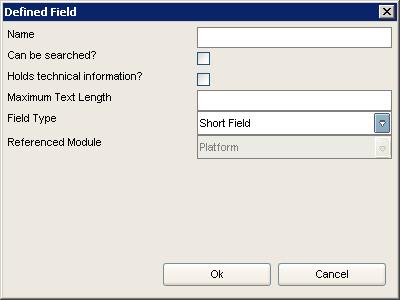 Defined Field
Name
Can be searched?
Holds technical information?
Maximum Text Length
Field Type Short Field
Referenced Module Platform
Ok Cancel